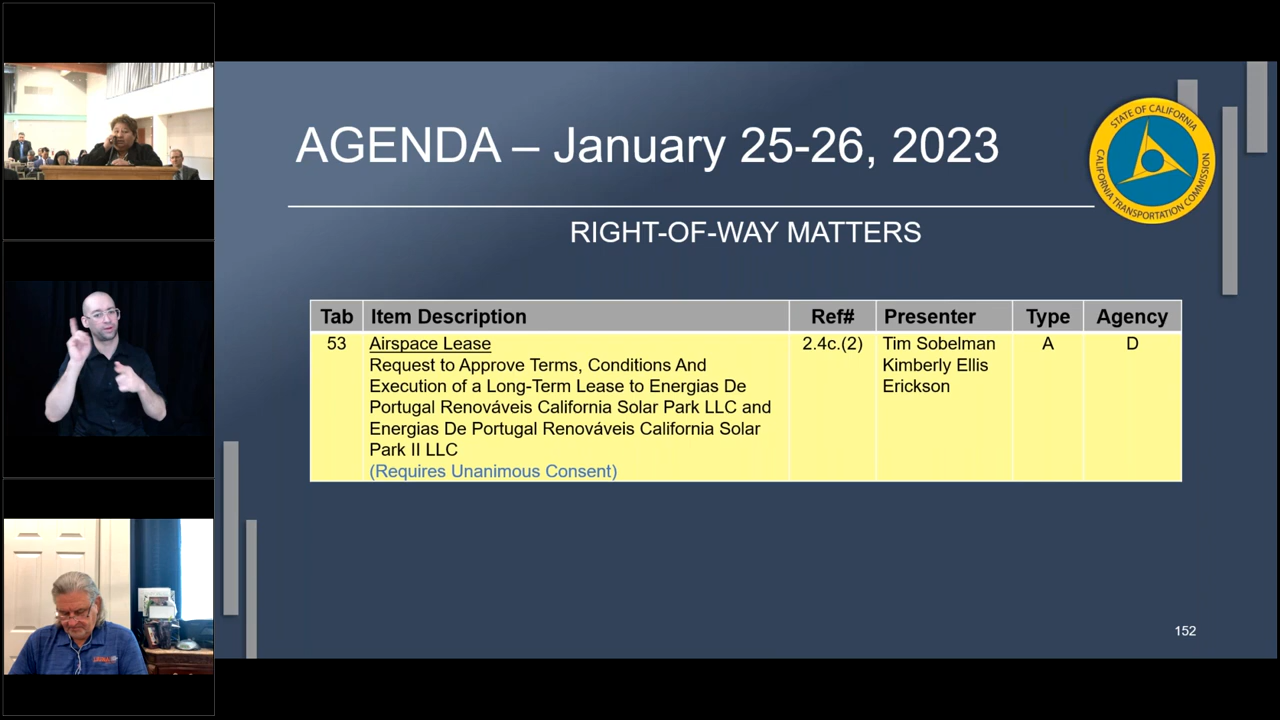 AGENDA – January 25-26, 2023
STATE OF CALIFORNIA
CALIFORNIA TRANSPORTATION COMMISSION
RIGHT-OF-WAY MATTERS
Tab Item Description Ref# Presenter Type Agency
53 Airspace Lease 2.4c.(2) Tim Sobelman A D
Request to Approve Terms, Conditions And Kimberly Ellis
Execution of a Long-Term Lease to Energias De Erickson
Portugal Renováveis California Solar Park LLC and
Energias De Portugal Renováveis California Solar
Park II LLC
(Requires Unanimous Consent)
152